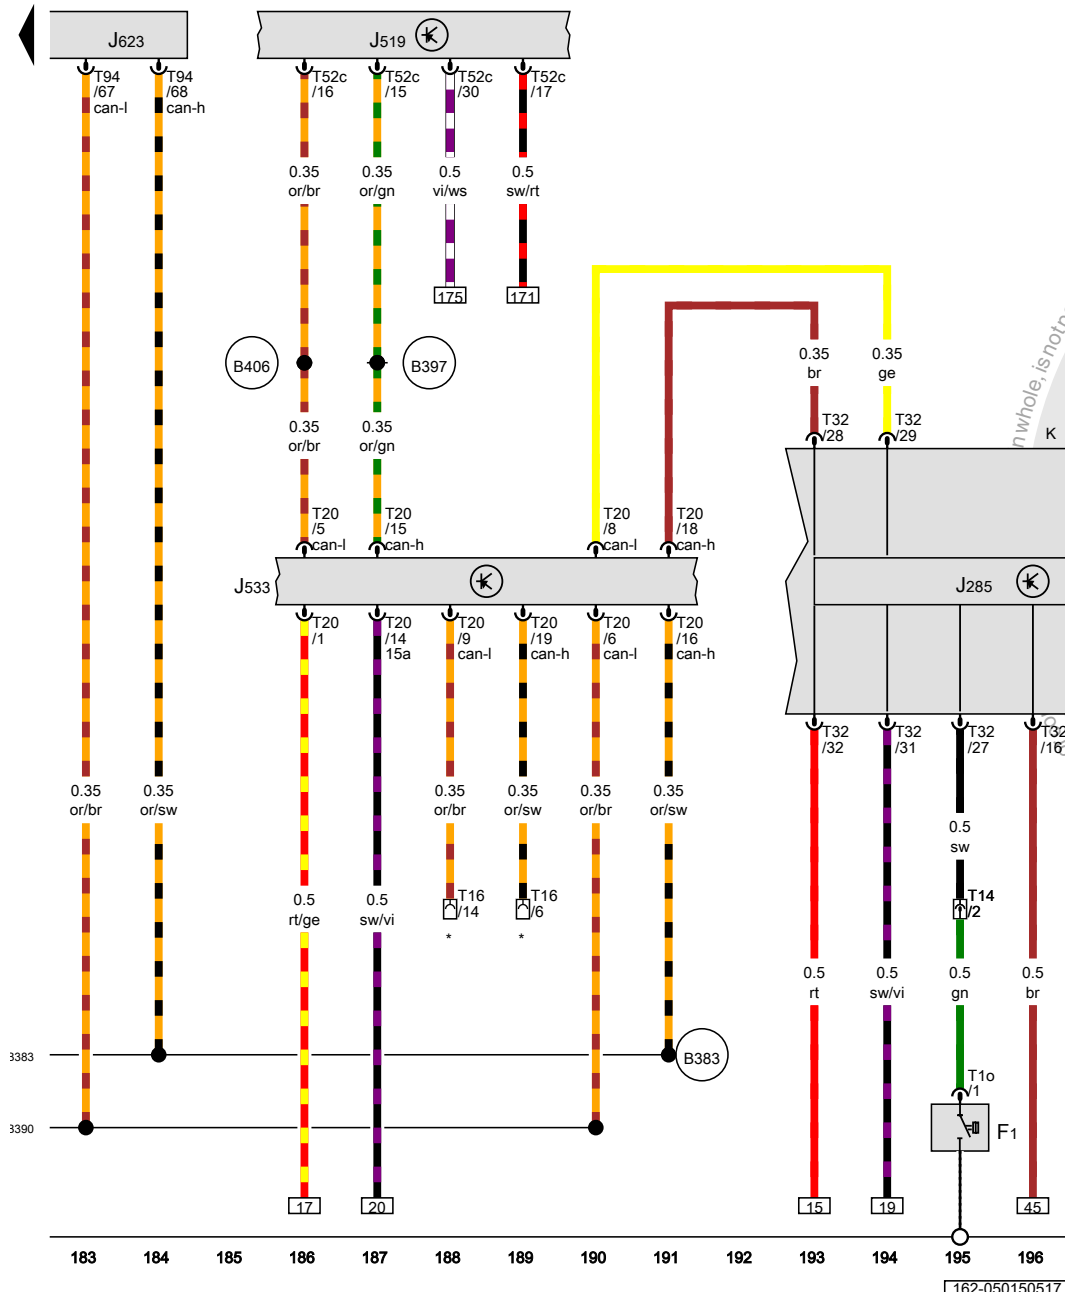 J623
J519
T94
/67
can-l
T94
/68
can-h
T52c
/16
T52c
/15
T52c
/30
T52c
/17
0.35
or/br
0.35
or/gn
0.5
vi/ws
0.5
sw/rt
175
171
n whole, is not p
B406
B397
0.35
br
0.35
ge
0.35
or/br
0.35
or/gn
T32
/28
T32
/29
K
T20
/5
can-l
T20
/15
can-h
T20
/8
can-l
T20
/18
can-h
J533
J285
T20
/1
T20
/14
15a
T20
/9
can-l
T20
/19
can-h
T20
/6
can-l
T20
/16
can-h
T32
/32
T32
/31
T32
/27
T32
/16
0.35
or/br
0.35
or/sw
0.35
or/br
0.35
or/sw
0.35
or/br
0.35
or/sw
0.5
sw
0.5
rt/ge
0.5
sw/vi
T16
/14
*
T16
/6
*
T14
/2
0.5
rt
0.5
sw/vi
0.5
gn
0.5
br
3383
B383
T1o
/1
3390
F1
17
20
15
19
45
183 184 185 186 187 188 189 190 191 192 193 194 195 196
162-050150517